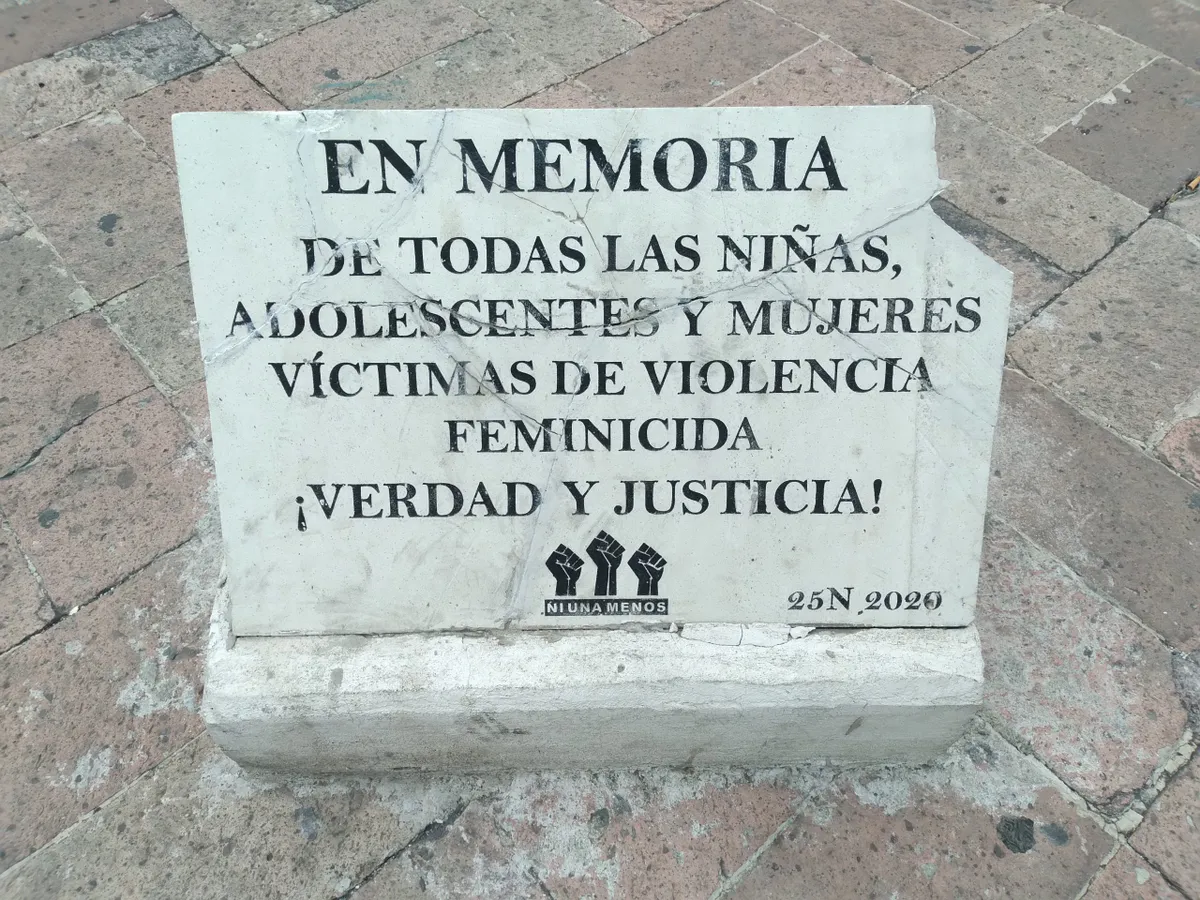 EN MEMORIA
DE TODAS LAS NIÑAS,
ADOLESCENTES Y MUJERES
VÍCTIMAS DE VIOLENCIA
FEMINICIDA
¡VERDAD Y JUSTICIA!
NI UNA MENOS
25N 2020